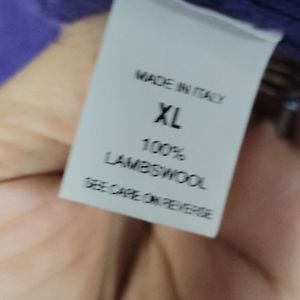 MADE IN ITALY
XL
100%
LAMBSWOOL
SEE CARE ON REVERSE